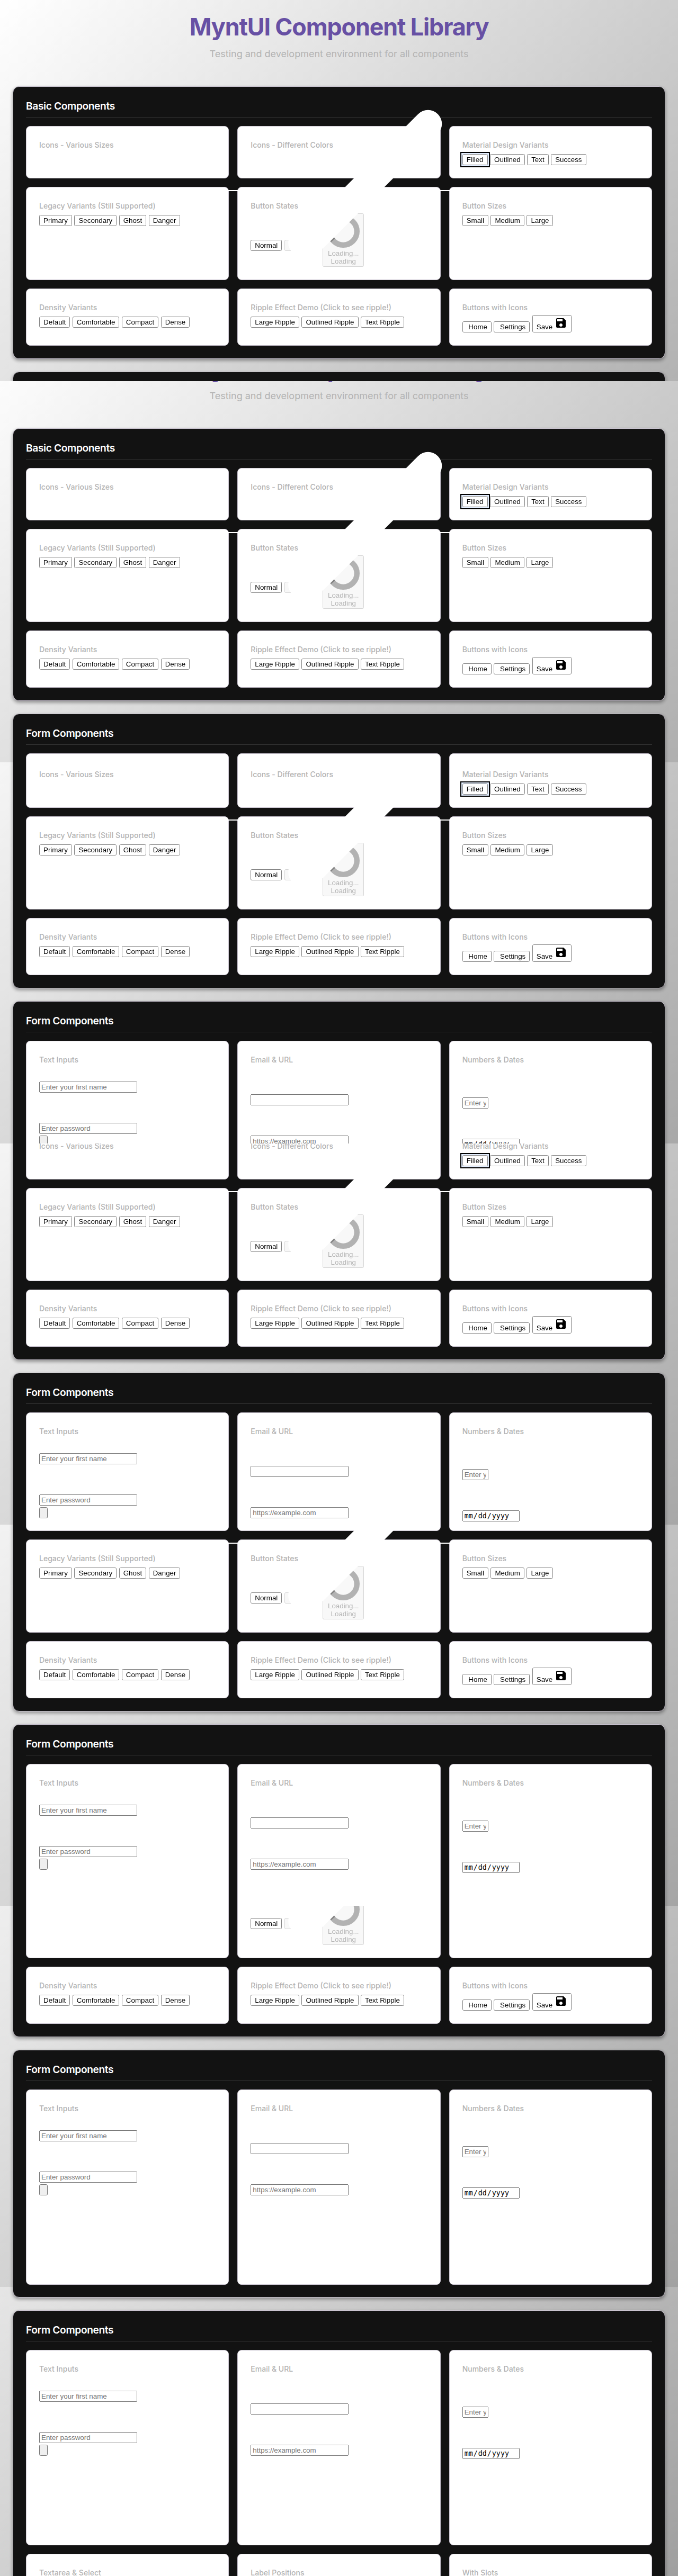 MyntUI Component Library
Testing and development environment for all components
Basic Components
Icons - Various Sizes
Icons - Different Colors
Material Design Variants
Filled Outlined Text Success
Legacy Variants (Still Supported)
Button States
Button Sizes
Primary Secondary Ghost Danger
Small Medium Large
Normal
Loading...
Loading
Density Variants
Ripple Effect Demo (Click to see ripple!)
Buttons with Icons
Default Comfortable Compact Dense
Large Ripple Outlined Ripple Text Ripple
Home Settings Save
Testing and development environment for all components
Basic Components
Icons - Various Sizes
Icons - Different Colors
Material Design Variants
Filled Outlined Text Success
Legacy Variants (Still Supported)
Button States
Button Sizes
Primary Secondary Ghost Danger
Small Medium Large
Normal
Loading...
Loading
Density Variants
Ripple Effect Demo (Click to see ripple!)
Buttons with Icons
Default Comfortable Compact Dense
Large Ripple Outlined Ripple Text Ripple
Home Settings Save
Form Components
Icons - Various Sizes
Icons - Different Colors
Material Design Variants
Filled Outlined Text Success
Legacy Variants (Still Supported)
Button States
Button Sizes
Primary Secondary Ghost Danger
Small Medium Large
Normal
Loading...
Loading
Density Variants
Ripple Effect Demo (Click to see ripple!)
Buttons with Icons
Default Comfortable Compact Dense
Large Ripple Outlined Ripple Text Ripple
Home Settings Save
Form Components
Text Inputs
Email & URL
Numbers & Dates
Enter your first name
Enter y
Enter password
https://example.com
mm/dd/yyyy
Icons - Various Sizes
Icons - Different Colors
Material Design Variants
Filled Outlined Text Success
Legacy Variants (Still Supported)
Button States
Button Sizes
Primary Secondary Ghost Danger
Small Medium Large
Normal
Loading...
Loading
Density Variants
Ripple Effect Demo (Click to see ripple!)
Buttons with Icons
Default Comfortable Compact Dense
Large Ripple Outlined Ripple Text Ripple
Home Settings Save
Form Components
Text Inputs
Email & URL
Numbers & Dates
Enter your first name
Enter y
Enter password
https://example.com
mm/dd/yyyy
Legacy Variants (Still Supported)
Button States
Button Sizes
Primary Secondary Ghost Danger
Small Medium Large
Normal
Loading...
Loading
Density Variants
Ripple Effect Demo (Click to see ripple!)
Buttons with Icons
Default Comfortable Compact Dense
Large Ripple Outlined Ripple Text Ripple
Home Settings Save
Form Components
Text Inputs
Email & URL
Numbers & Dates
Enter your first name
Enter y
Enter password
https://example.com
mm/dd/yyyy
Normal
Loading...
Loading
Density Variants
Ripple Effect Demo (Click to see ripple!)
Buttons with Icons
Default Comfortable Compact Dense
Large Ripple Outlined Ripple Text Ripple
Home Settings Save
Form Components
Text Inputs
Email & URL
Numbers & Dates
Enter your first name
Enter y
Enter password
https://example.com
mm/dd/yyyy
Form Components
Text Inputs
Email & URL
Numbers & Dates
Enter your first name
Enter y
Enter password
https://example.com
mm/dd/yyyy
Textarea & Select
Label Positions
With Slots